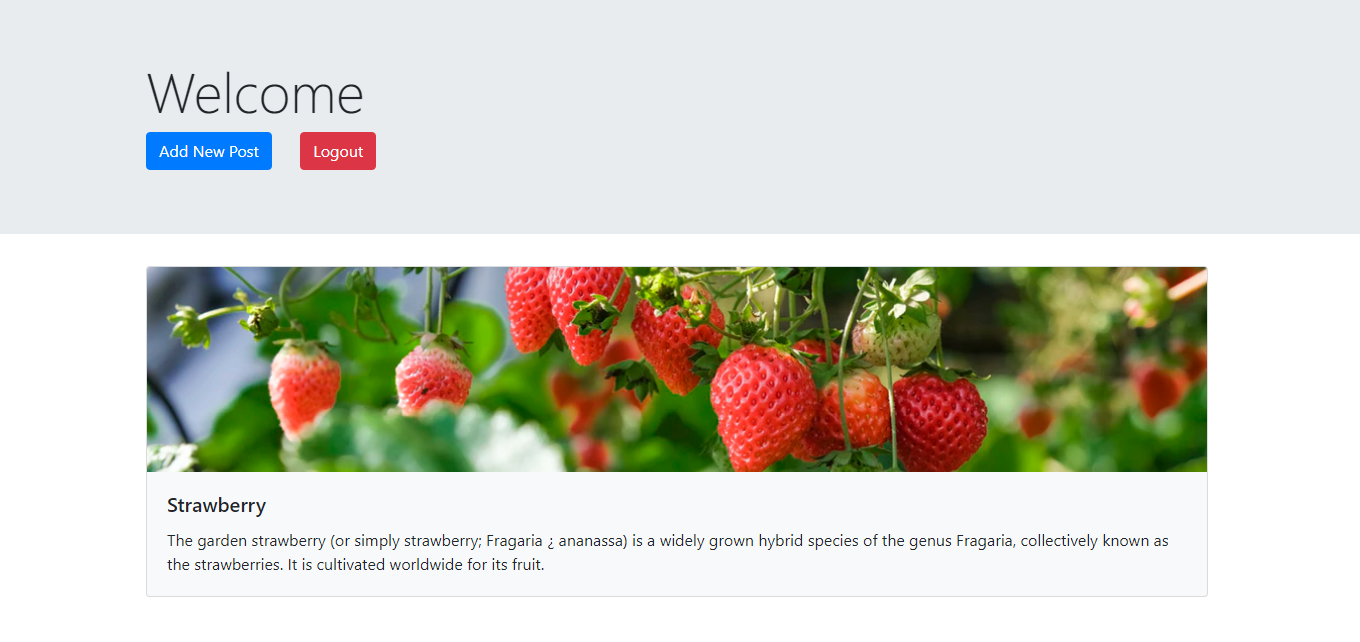 Welcome
Add New Post
Logout
Strawberry
The garden strawberry (or simply strawberry; Fragaria ¿ ananassa) is a widely grown hybrid species of the genus Fragaria, collectively known as
the strawberries. It is cultivated worldwide for its fruit.